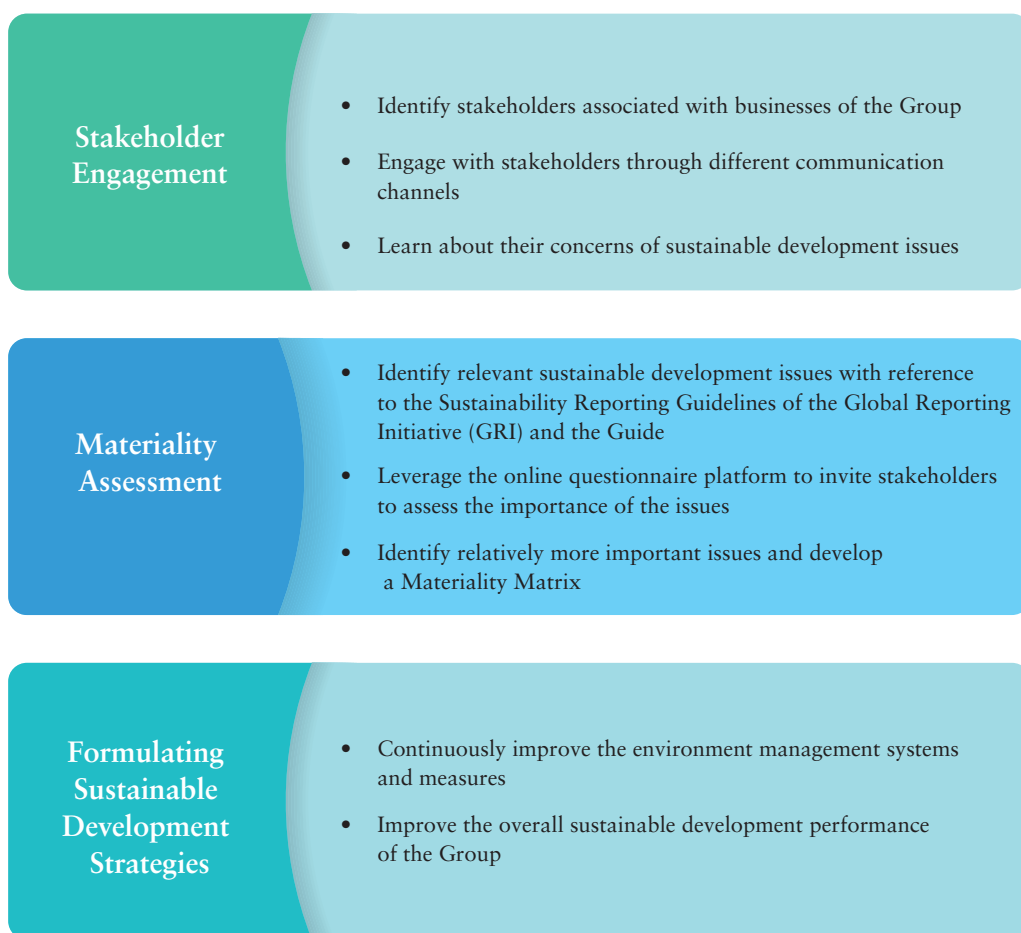 Stakeholder
Engagement
• Identify stakeholders associated with businesses of the Group
• Engage with stakeholders through different communication
channels
• Learn about their concerns of sustainable development issues
Materiality
Assessment
• Identify relevant sustainable development issues with reference
to the Sustainability Reporting Guidelines of the Global Reporting
Initiative (GRI) and the Guide
• Leverage the online questionnaire platform to invite stakeholders
to assess the importance of the issues
• Identify relatively more important issues and develop
a Materiality Matrix
Formulating
Sustainable
Development
Strategies
• Continuously improve the environment management systems
and measures
• Improve the overall sustainable development performance
of the Group